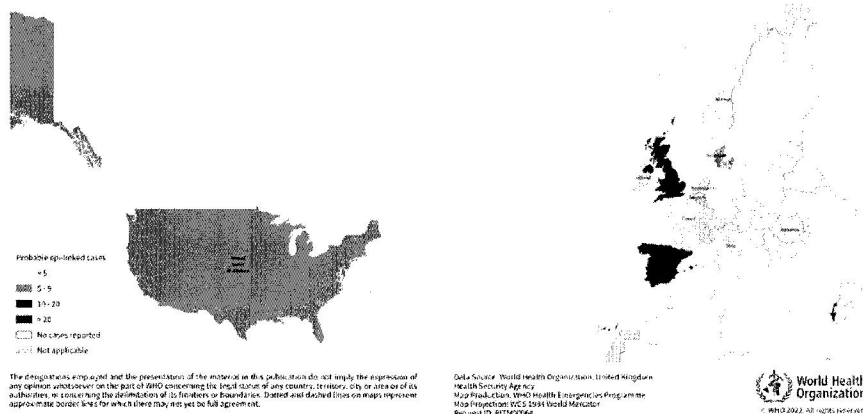 Probable epi-linked cases
< 5
5 - 9
10 - 20
> 20
No cases reported
Not applicable
The designations employed and the presentation of the material in this publication do not imply the expression of
any opinion whatsoever on the part of WHO concerning the legal status of any country, territory, city or area or of its
authorities, or concerning the delimitation of its frontiers or boundaries. Dotted and dashed lines on maps represent
approximate border lines for which there may not yet be full agreement.
Data Source: World Health Organization, United Kingdom
Health Security Agency
Map Production: WHO Health Emergencies Programme
Map Projection: WGS 1984 World Mercator
Request ID:
World Health
Organization
© WHO 2022. All rights reserved.